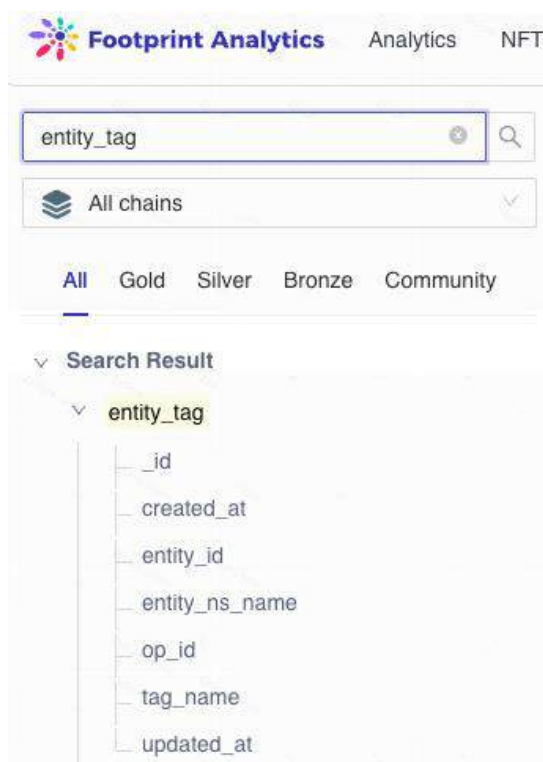 Footprint Analytics Analytics NFT
entity_tag
All chains
All Gold Silver Bronze Community
Search Result
entity_tag
_id
created_at
entity_id
entity_ns_name
op_id
tag_name
updated_at